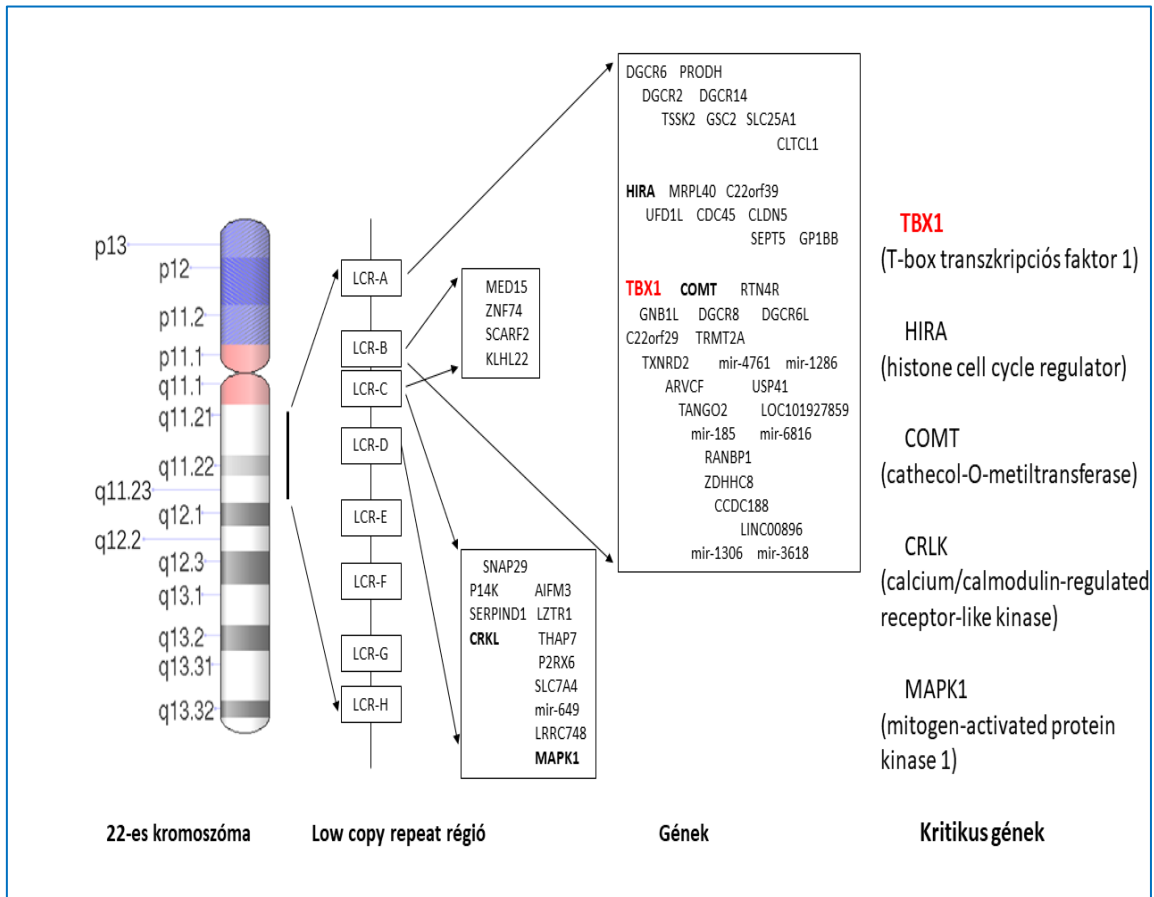 p13
p12
p11.2
p11.1
q11.1
q11.21
q11.22
q11.23
q12.1
q12.2
q12.3
q13.1
q13.2
q13.31
q13.32
22-es kromoszóma
LCR-A
LCR-B
LCR-C
LCR-D
LCR-E
LCR-F
LCR-G
LCR-H
Low copy repeat régió
MED15
ZNF74
SCARF2
KLHL22
SNAP29
P14K AIFM3
SERPIND1 LZTR1
CRKL THAP7
P2RX6
SLC7A4
mir-649
LRRC748
MAPK1
DGCR6 PRODH
DGCR2 DGCR14
TSSK2 GSC2 SLC25A1
CLTCL1
HIRA MRPL40 C22orf39
UFD1L CDC45 CLDN5
SEPT5 GP1BB
TBX1 COMT RTN4R
GNB1L DGCR8 DGCR6L
C22orf29 TRMT2A
TXNRD2 mir-4761 mir-1286
ARVCF USP41
TANGO2 LOC101927859
mir-185 mir-6816
RANBP1
ZDHHC8
CCDC188
LINC00896
mir-1306 mir-3618
Gének
TBX1
(T-box transzkripciós faktor 1)
HIRA
(histone cell cycle regulator)
COMT
(cathecol-O-metiltransferase)
CRLK
(calcium/calmodulin-regulated
receptor-like kinase)
MAPK1
(mitogen-activated protein
kinase 1)
Kritikus gének